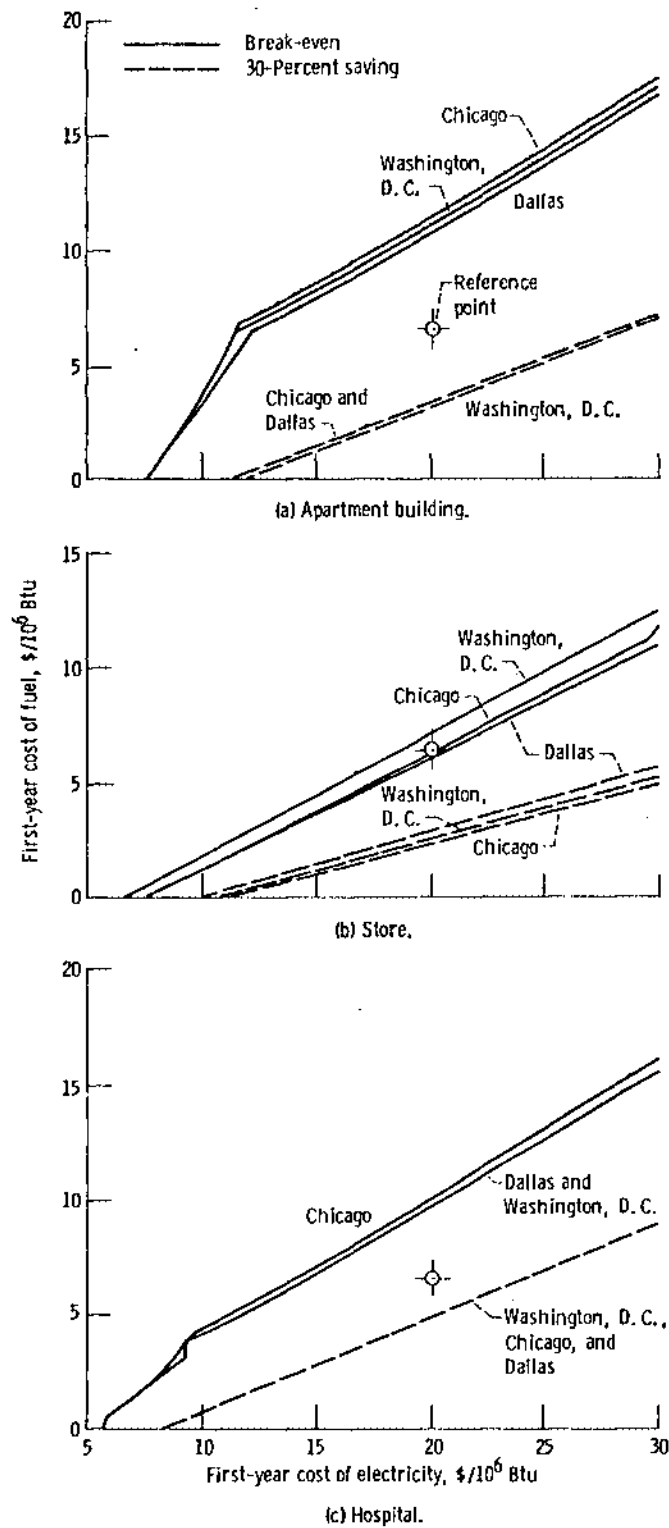 20
Break-even
30-Percent saving
15
Chicago
Washington,
D. C.
Dallas
10
Reference
point
5
Chicago and
Dallas
Washington, D. C.
0
(a) Apartment building.
First-year cost of fuel, $/10⁶ Btu
15
Washington,
D. C.
10
Chicago
Dallas
5
Washington,
D. C.
Chicago
0
(b) Store.
20
15
Dallas and
Washington, D. C.
Chicago
10
5
Washington, D. C.,
Chicago, and
Dallas
0
5 10 15 20 25 30
First-year cost of electricity, $/10⁶ Btu
(c) Hospital.